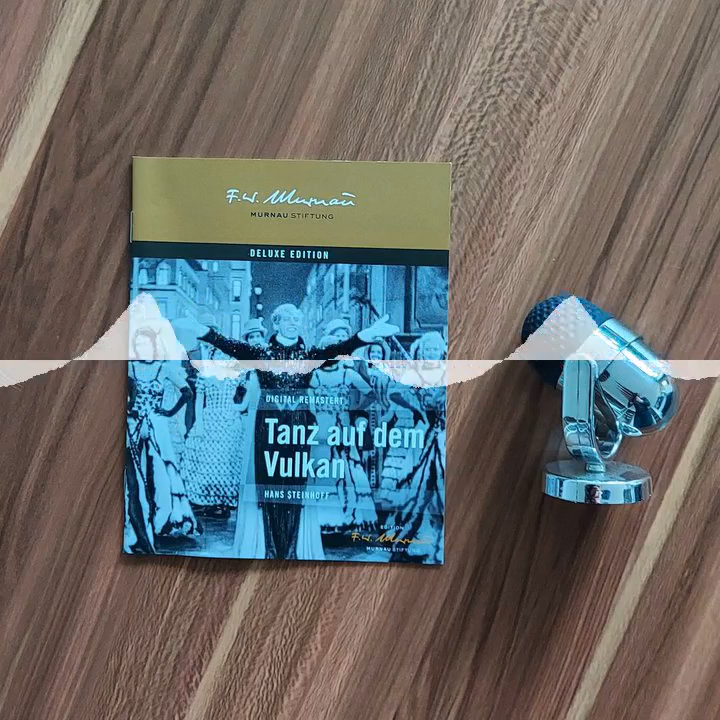 F.W. Murnau
MURNAU STIFTUNG
DELUXE EDITION
DIGITAL REMASTERT
Tanz auf dem
Vulkan
HANS STEINHOFF
EDITION
F.W. Murnau
MURNAU STIFTUNG